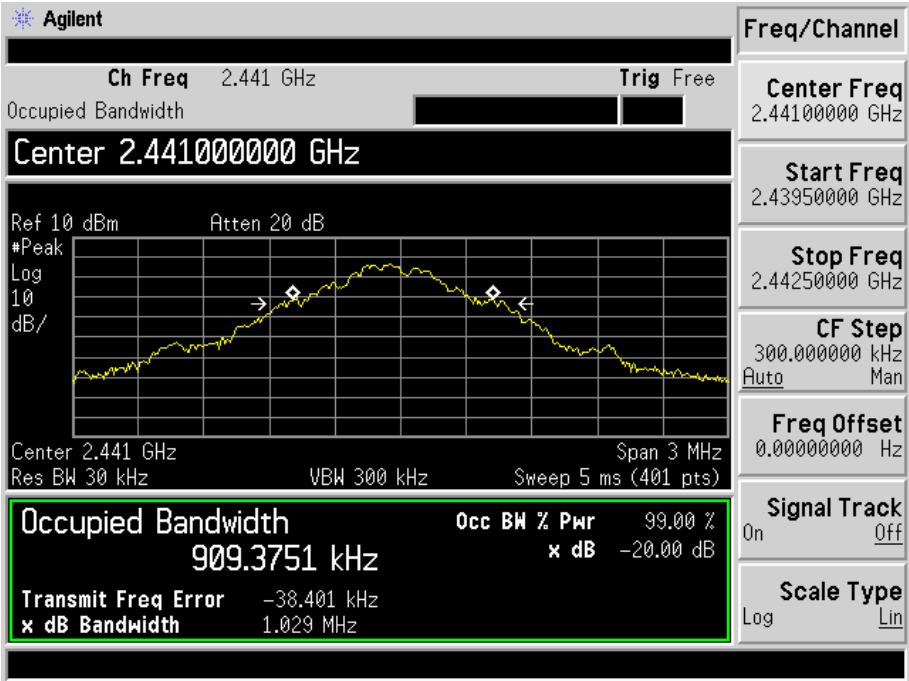 Agilent
Ch Freq 2.441 GHz Trig Free
Occupied Bandwidth
Center 2.441000000 GHz
Ref 10 dBm Atten 20 dB
#Peak
Log
10
dB/
Center 2.441 GHz Span 3 MHz
Res BW 30 kHz VBW 300 kHz Sweep 5 ms (401 pts)
Occupied Bandwidth
909.3751 kHz
Occ BW % Pwr 99.00 %
x dB -20.00 dB
Transmit Freq Error -38.401 kHz
x dB Bandwidth 1.029 MHz
Freq/Channel
Center Freq
2.44100000 GHz
Start Freq
2.43950000 GHz
Stop Freq
2.44250000 GHz
CF Step
300.000000 kHz
Auto Man
Freq Offset
0.00000000 Hz
Signal Track
On Off
Scale Type
Log Lin